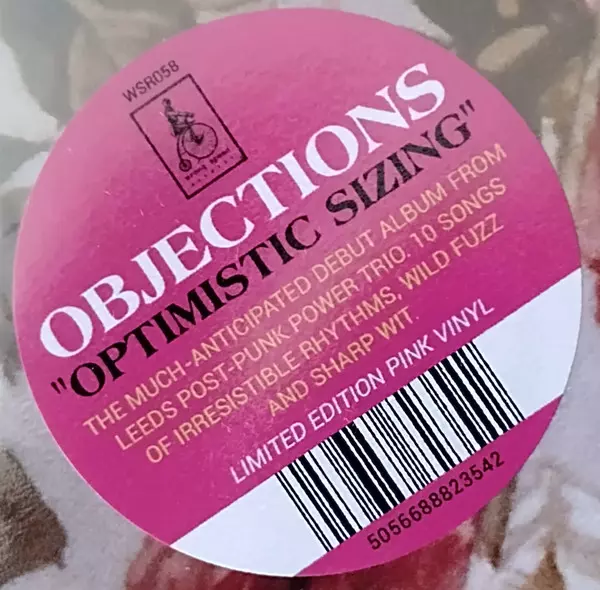 WSR058
OBJECTIONS
"OPTIMISTIC SIZING"
THE MUCH-ANTICIPATED DEBUT ALBUM FROM
LEEDS POST-PUNK POWER TRIO. 10 SONGS
OF IRRESISTIBLE RHYTHMS, WILD FUZZ
AND SHARP WIT.
LIMITED EDITION PINK VINYL
5056688823542